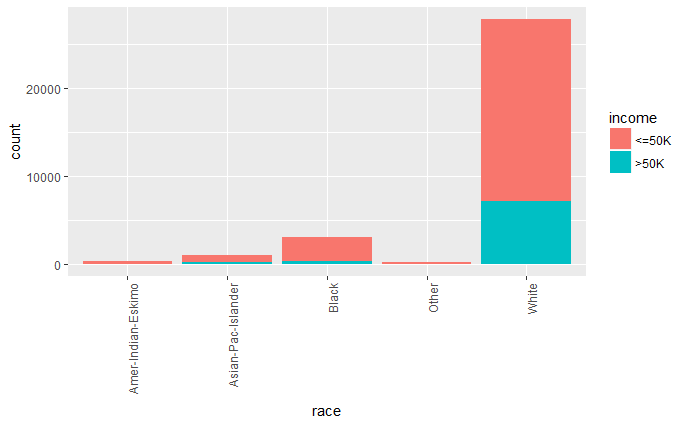 20000
10000
0
count
Amer-Indian-Eskimo
Asian-Pac-Islander
Black
Other
White
race
income
<=50K
>50K